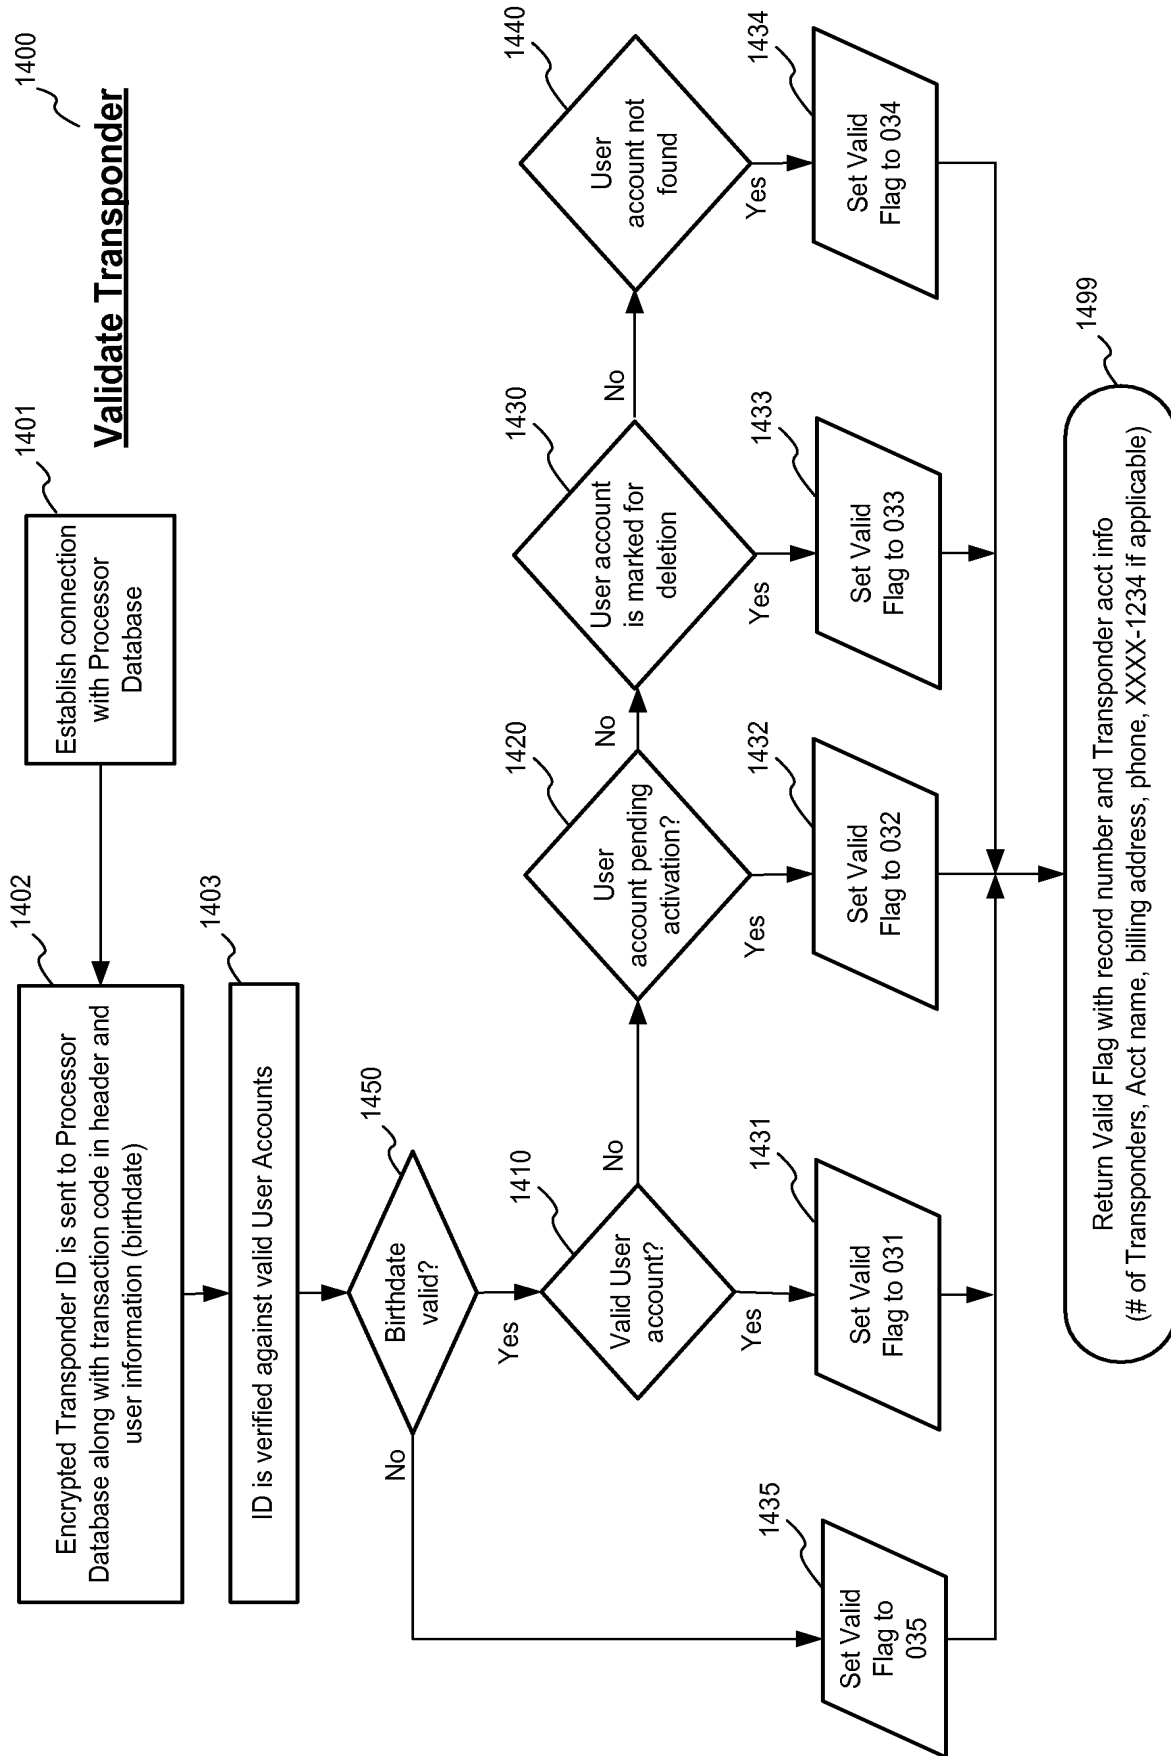 1400
Validate Transponder
1401
Establish connection
with Processor
Database
1402
Encrypted Transponder ID is sent to Processor
Database along with transaction code in header and
user information (birthdate)
1403
ID is verified against valid User Accounts
1450
Birthdate
valid?
No
Yes
1410
Valid User
account?
No
Yes
1420
User
account pending
activation?
No
Yes
1430
User account
is marked for
deletion
No
Yes
1440
User
account not
found
Yes
1435
Set Valid
Flag to
035
1431
Set Valid
Flag to 031
1432
Set Valid
Flag to 032
1433
Set Valid
Flag to 033
1434
Set Valid
Flag to 034
1499
Return Valid Flag with record number and Transponder acct info
(# of Transponders, Acct name, billing address, phone, XXXX-1234 if applicable)